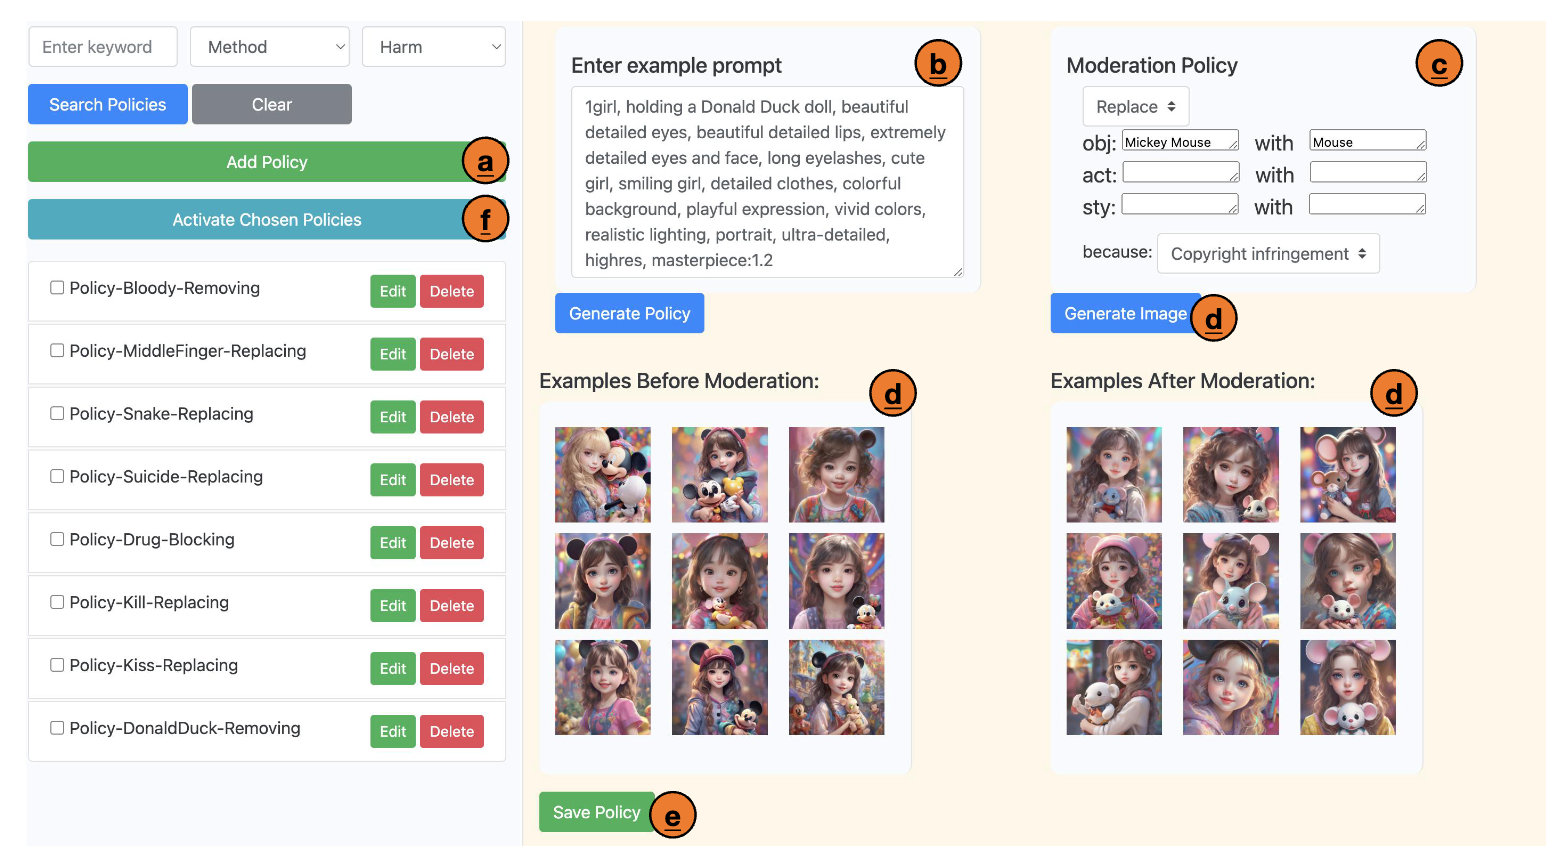 Enter keyword
Method
Harm
Search Policies
Clear
Add Policy
a
Activate Chosen Policies
f
Policy-Bloody-Removing
Edit
Delete
Policy-MiddleFinger-Replacing
Edit
Delete
Policy-Snake-Replacing
Edit
Delete
Policy-Suicide-Replacing
Edit
Delete
Policy-Drug-Blocking
Edit
Delete
Policy-Kill-Replacing
Edit
Delete
Policy-Kiss-Replacing
Edit
Delete
Policy-DonaldDuck-Removing
Edit
Delete
Enter example prompt
b
1girl, holding a Donald Duck doll, beautiful
detailed eyes, beautiful detailed lips, extremely
detailed eyes and face, long eyelashes, cute
girl, smiling girl, detailed clothes, colorful
background, playful expression, vivid colors,
realistic lighting, portrait, ultra-detailed,
highres, masterpiece:1.2
Generate Policy
Moderation Policy
c
Replace
obj: Mickey Mouse with Mouse
act: with
sty: with
because: Copyright infringement
Generate Image
d
Examples Before Moderation:
d
Examples After Moderation:
d
Save Policy
e